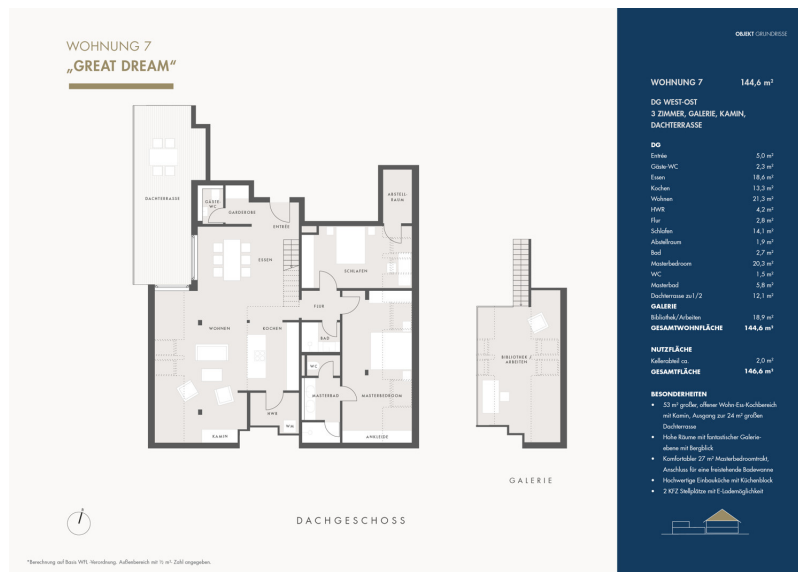 WOHNUNG 7
„GREAT DREAM“
DACHTERRASSE
GÄSTE-
WC
GARDEROBE
ENTRÉE
ABSTELL-
RAUM
ESSEN
SCHLAFEN
FLUR
WOHNEN
KOCHEN
BAD
WC
MASTERBAD
MASTERBEDROOM
HWR
WM
KAMIN
ANKLEIDE
BIBLIOTHEK /
ARBEITEN
GALERIE
DACHGESCHOSS
*Berechnung auf Basis WFL.-Verordnung. Außenbereich mit ½ m²- Zahl angegeben.
OBJEKT GRUNDRISSE
WOHNUNG 7 144,6 m²
DG WEST-OST
3 ZIMMER, GALERIE, KAMIN,
DACHTERRASSE
DG
Entrée 5,0 m²
Gäste-WC 2,3 m²
Essen 18,6 m²
Kochen 13,3 m²
Wohnen 21,3 m²
HWR 4,2 m²
Flur 2,8 m²
Schlafen 14,1 m²
Abstellraum 1,9 m²
Bad 2,7 m²
Masterbedroom 20,3 m²
WC 1,5 m²
Masterbad 5,8 m²
Dachterrasse zu1/2 12,1 m²
GALERIE
Bibliothek/Arbeiten 18,9 m²
GESAMTWOHNFLÄCHE 144,6 m²
NUTZFLÄCHE
Kellerabteil ca. 2,0 m²
GESAMTFLÄCHE 146,6 m²
BESONDERHEITEN
• 53 m² großer, offener Wohn-Ess-Kochbereich
mit Kamin, Ausgang zur 24 m² großen
Dachterrasse
• Hohe Räume mit fantastischer Galerie-
ebene mit Bergblick
• Komfortabler 27 m² Masterbedroomtrakt,
Anschluss für eine freistehende Badewanne
• Hochwertige Einbauküche mit Küchenblock
• 2 KFZ Stellplätze mit E-Lademöglichkeit